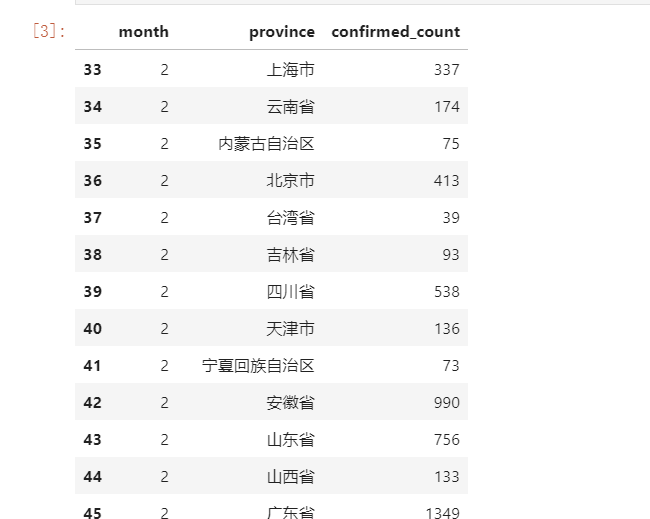 [3]:
month province confirmed_count
33 2 上海市 337
34 2 云南省 174
35 2 内蒙古自治区 75
36 2 北京市 413
37 2 台湾省 39
38 2 吉林省 93
39 2 四川省 538
40 2 天津市 136
41 2 宁夏回族自治区 73
42 2 安徽省 990
43 2 山东省 756
44 2 山西省 133
45 2 广东省 1349